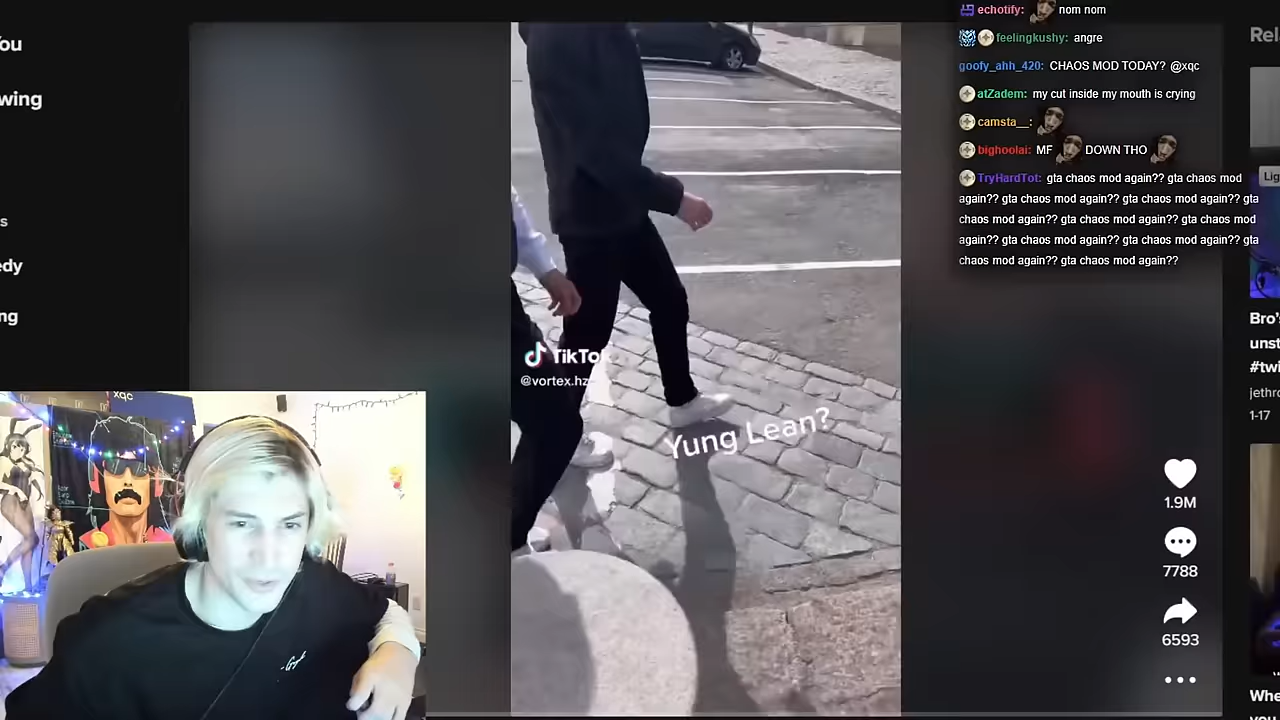 You
wing
s
edy
ng
echotify: nom nom
feelingkushy: angre
goofy_ahh_420: CHAOS MOD TODAY? @xqc
atZadem: my cut inside my mouth is crying
camsta__:
bighoolai: MF DOWN THO
TryHardTot: gta chaos mod again?? gta chaos mod
again?? gta chaos mod again?? gta chaos mod again?? gta
chaos mod again?? gta chaos mod again?? gta chaos mod
again?? gta chaos mod again?? gta chaos mod again?? gta
chaos mod again?? gta chaos mod again??
TikTok
@vortex.hz
Yung Lean?
xqc
1.9M
7788
6593
Rel
Lig
Bro's
unst
#twi
jethro
1-17
Whe
you